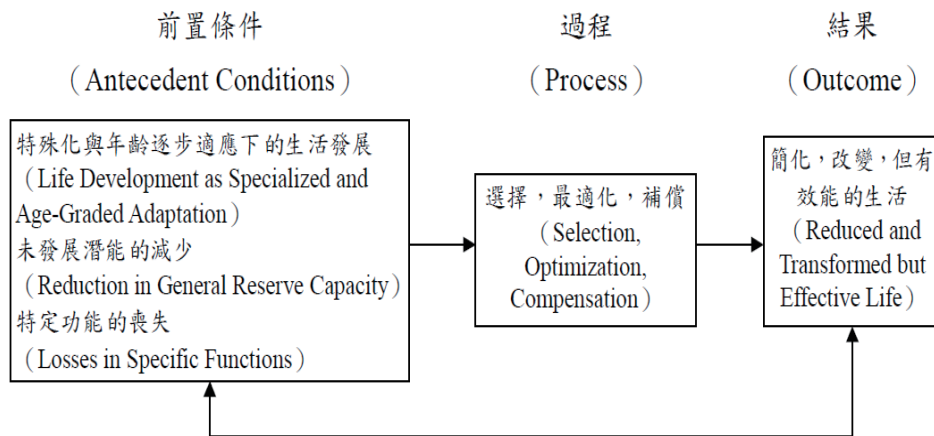 前置條件
（Antecedent Conditions）
過程
（Process）
結果
（Outcome）
特殊化與年齡逐步適應下的生活發展
（Life Development as Specialized and
Age-Graded Adaptation）
未發展潛能的減少
（Reduction in General Reserve Capacity）
特定功能的喪失
（Losses in Specific Functions）
選擇，最適化，補償
（Selection,
Optimization,
Compensation）
簡化，改變，但有
效能的生活
（Reduced and
Transformed but
Effective Life）